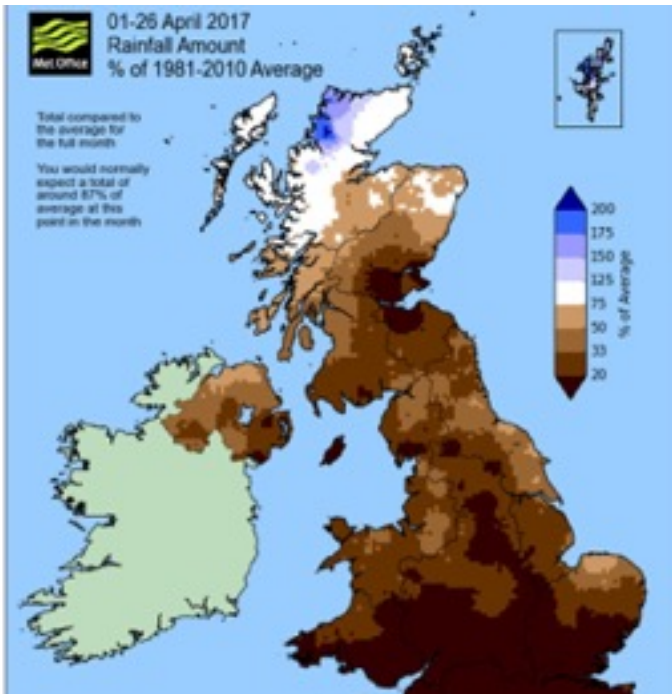 Met Office
01-26 April 2017
Rainfall Amount
% of 1981-2010 Average
Total compared to
the average for
the full month
You would normally
expect a total of
around 87% of
average at this
point in the month
200
175
150
125
75
50
33
20
% of Average